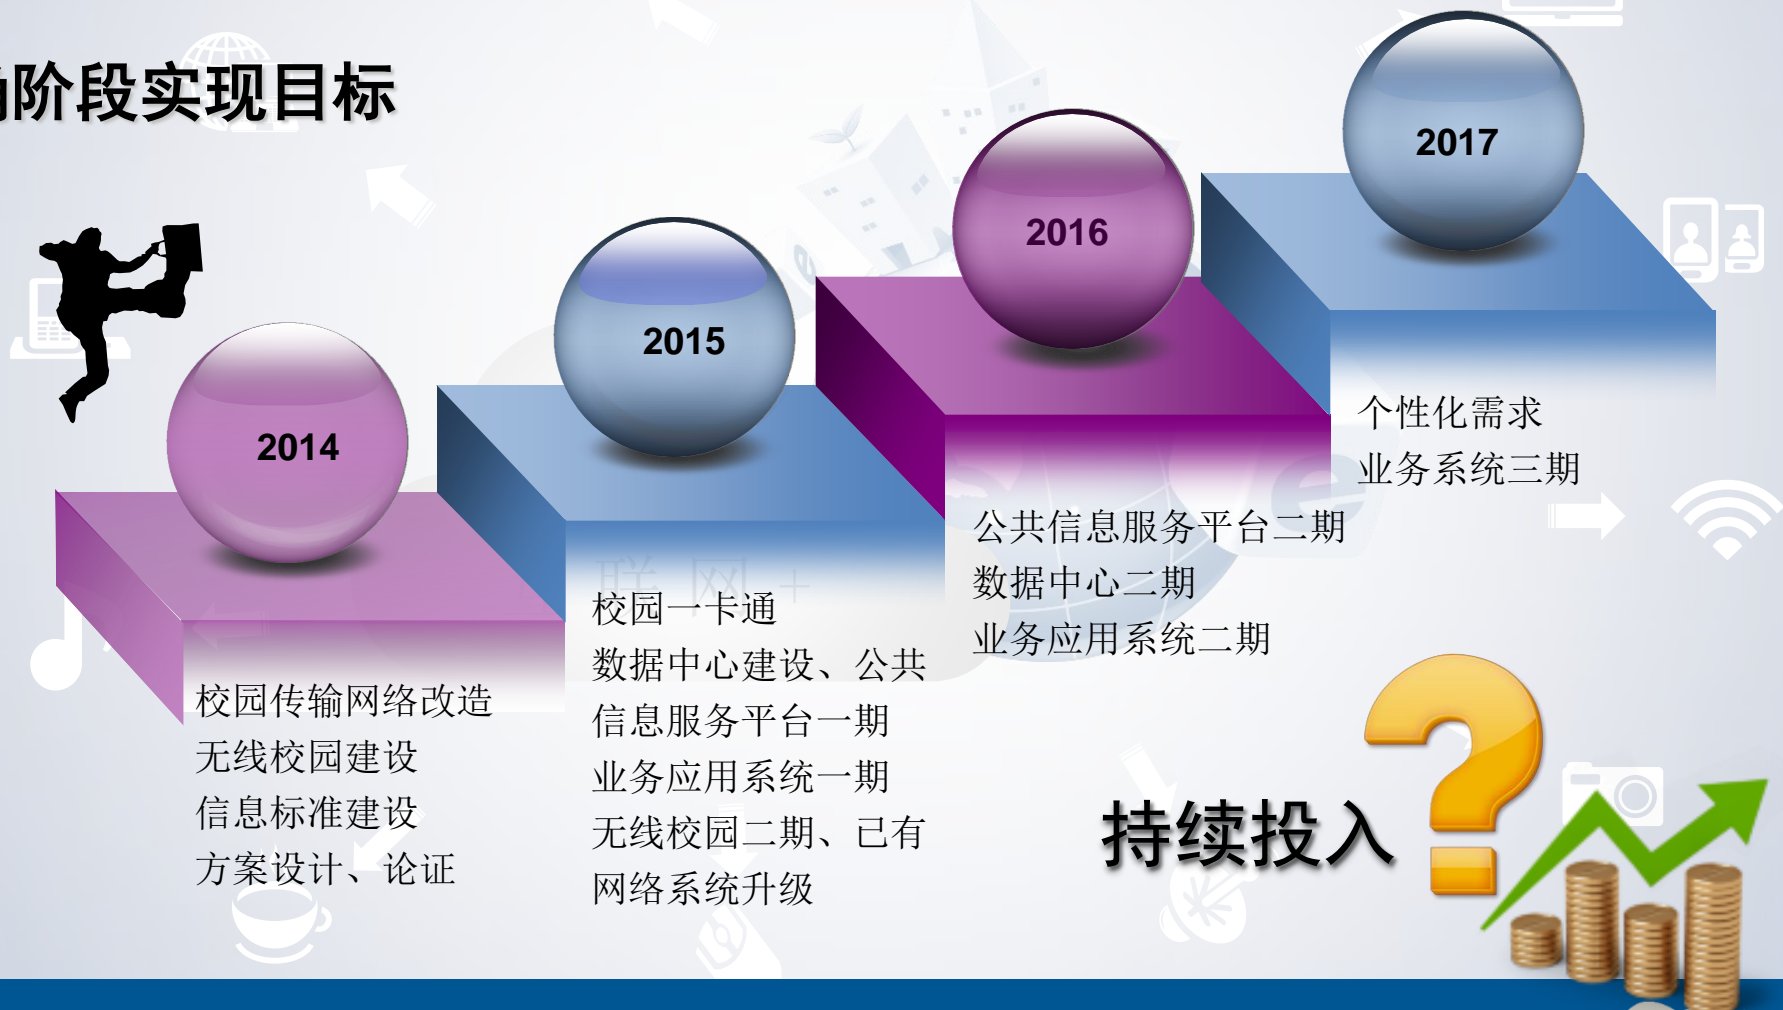 阶段实现目标
2014
校园传输网络改造
无线校园建设
信息标准建设
方案设计、论证
2015
联 网 +
校园一卡通
数据中心建设、公共
信息服务平台一期
业务应用系统一期
无线校园二期、已有
网络系统升级
2016
公共信息服务平台二期
数据中心二期
业务应用系统二期
2017
个性化需求
业务系统三期
持续投入